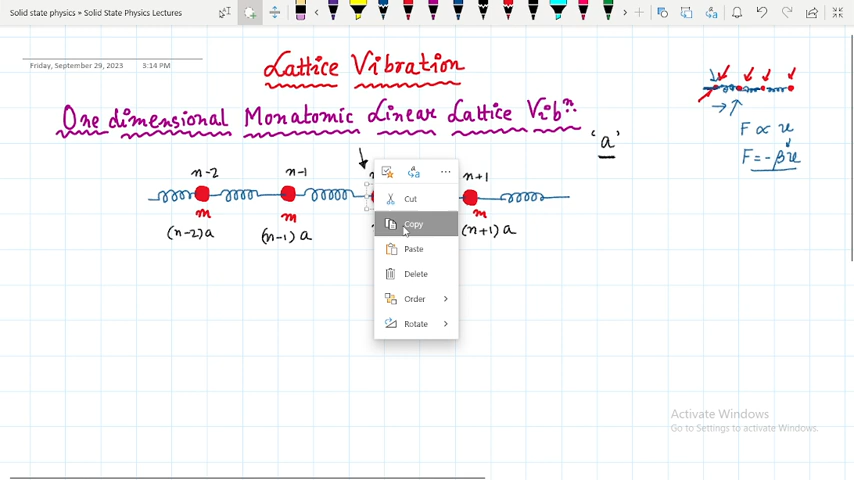 Solid state physics » Solid State Physics Lectures
Friday, September 29, 2023 3:14 PM
Lattice Vibration
One dimensional Monatomic Linear Lattice Vibⁿ.
'a'
F ∝ x
F = -βx
n-2 n-1 n+1
m m m
(n-2)a (n-1) a (n+1) a
Cut
Copy
Paste
Delete
Order
Rotate
Activate Windows
Go to Settings to activate Windows.